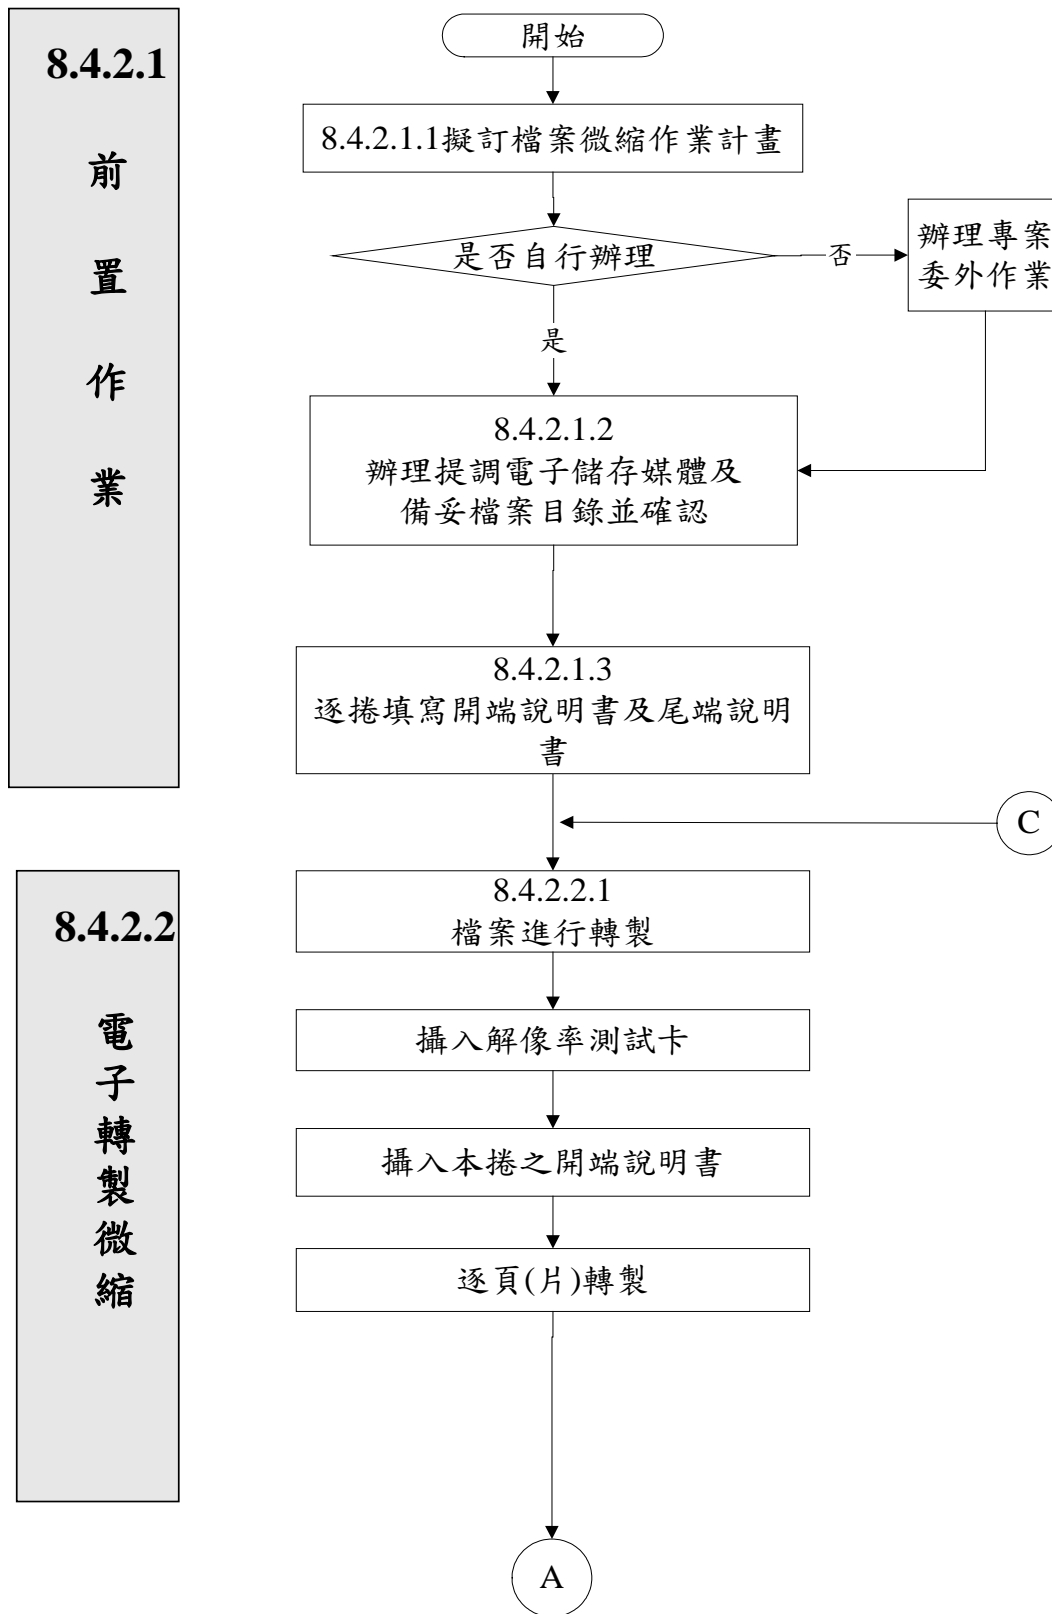 8.4.2.1
前
置
作
業
開始
8.4.2.1.1擬訂檔案微縮作業計畫
是否自行辦理
否
辦理專案
委外作業
是
8.4.2.1.2
辦理提調電子儲存媒體及
備妥檔案目錄並確認
8.4.2.1.3
逐捲填寫開端說明書及尾端說明
書
C
8.4.2.2
電
子
轉
製
微
縮
8.4.2.2.1
檔案進行轉製
攝入解像率測試卡
攝入本捲之開端說明書
逐頁(片)轉製
A